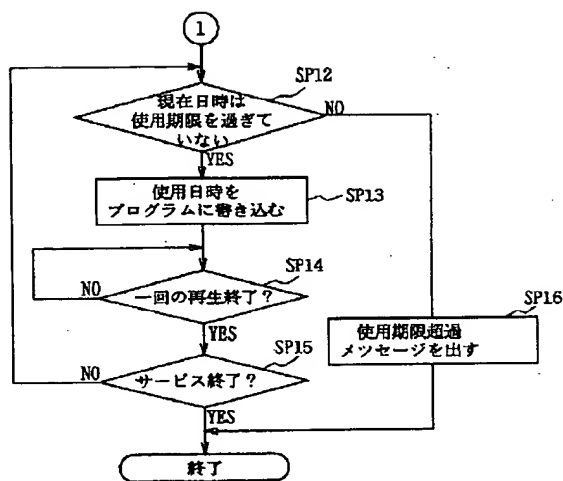 1
SP12
現在日時は
使用期限を過ぎて
いない
NO
YES
使用日時を
プログラムに書き込む
SP13
SP14
一回の再生終了?
NO
YES
SP16
使用期限超過
メッセージを出す
SP15
サービス終了?
NO
YES
終了